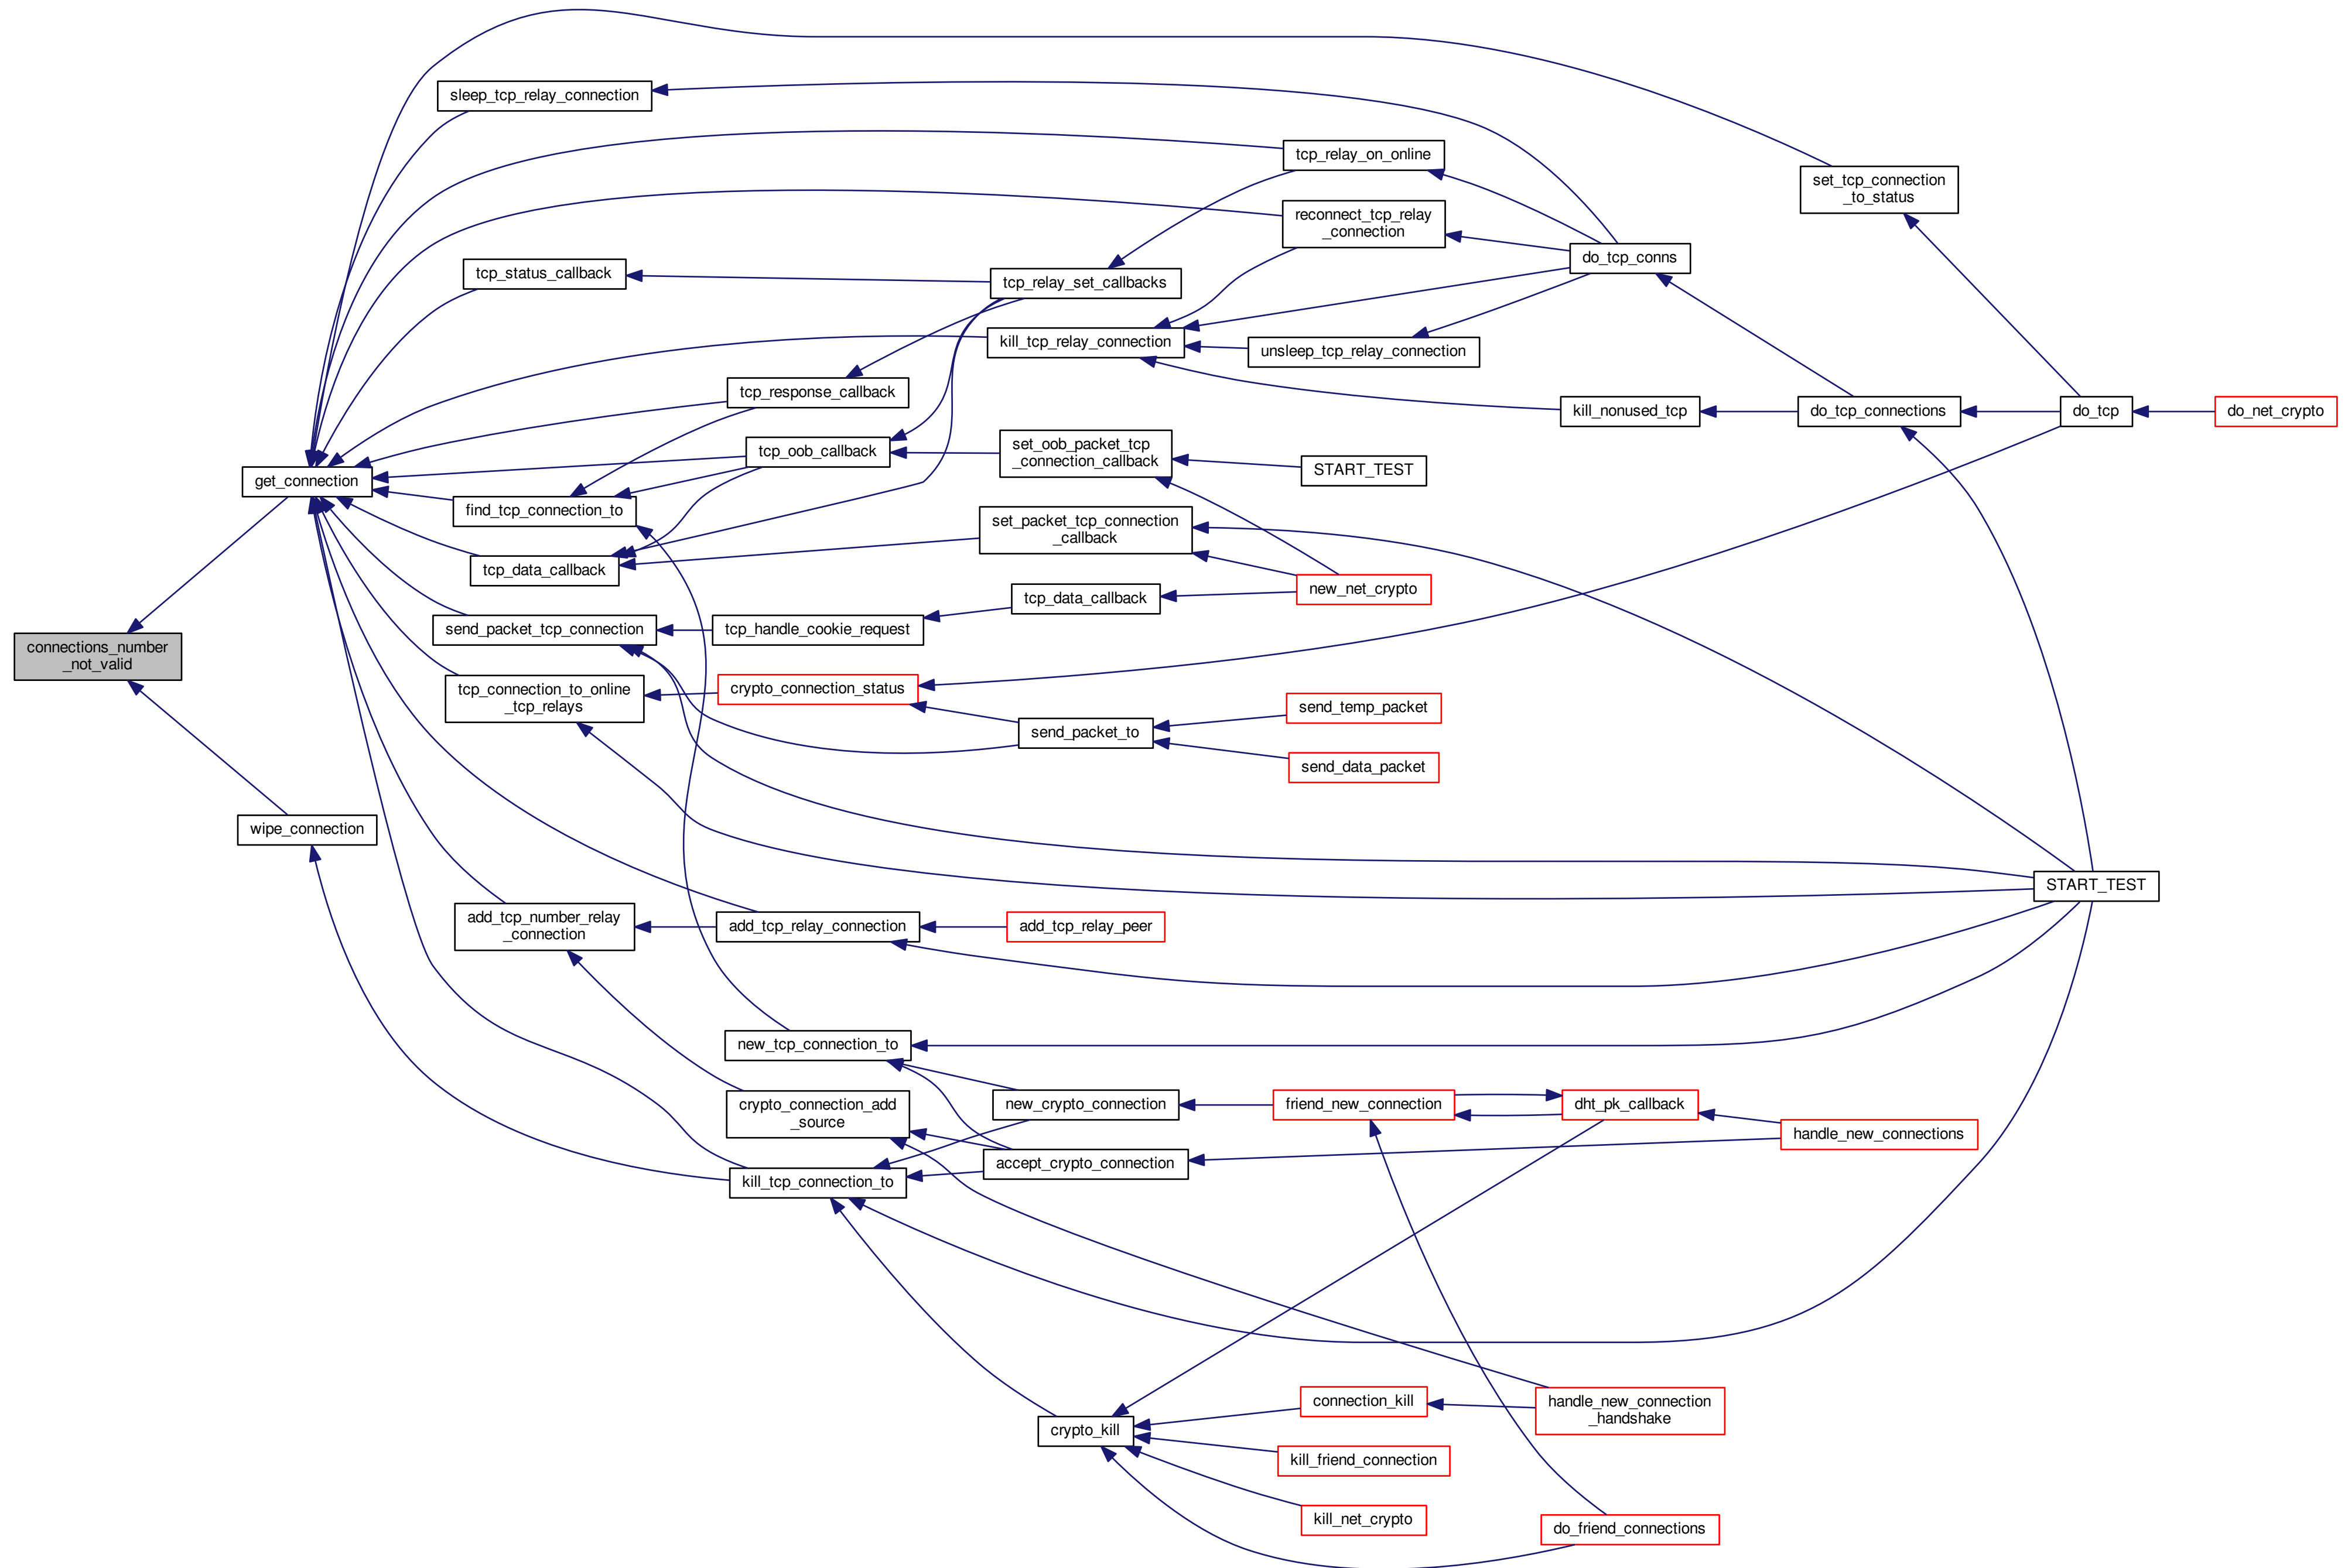 sleep_tcp_relay_connection
tcp_relay_on_online
set_tcp_connection
_to_status
reconnect_tcp_relay
_connection
do_tcp_conns
tcp_status_callback
tcp_relay_set_callbacks
kill_tcp_relay_connection
unsleep_tcp_relay_connection
tcp_response_callback
kill_nonused_tcp
do_tcp_connections
do_tcp
do_net_crypto
tcp_oob_callback
set_oob_packet_tcp
_connection_callback
START_TEST
get_connection
find_tcp_connection_to
set_packet_tcp_connection
_callback
tcp_data_callback
new_net_crypto
tcp_data_callback
send_packet_tcp_connection
tcp_handle_cookie_request
connections_number
_not_valid
tcp_connection_to_online
_tcp_relays
crypto_connection_status
send_temp_packet
send_packet_to
send_data_packet
wipe_connection
START_TEST
add_tcp_number_relay
_connection
add_tcp_relay_connection
add_tcp_relay_peer
new_tcp_connection_to
crypto_connection_add
_source
new_crypto_connection
friend_new_connection
dht_pk_callback
handle_new_connections
accept_crypto_connection
kill_tcp_connection_to
connection_kill
handle_new_connection
_handshake
crypto_kill
kill_friend_connection
kill_net_crypto
do_friend_connections